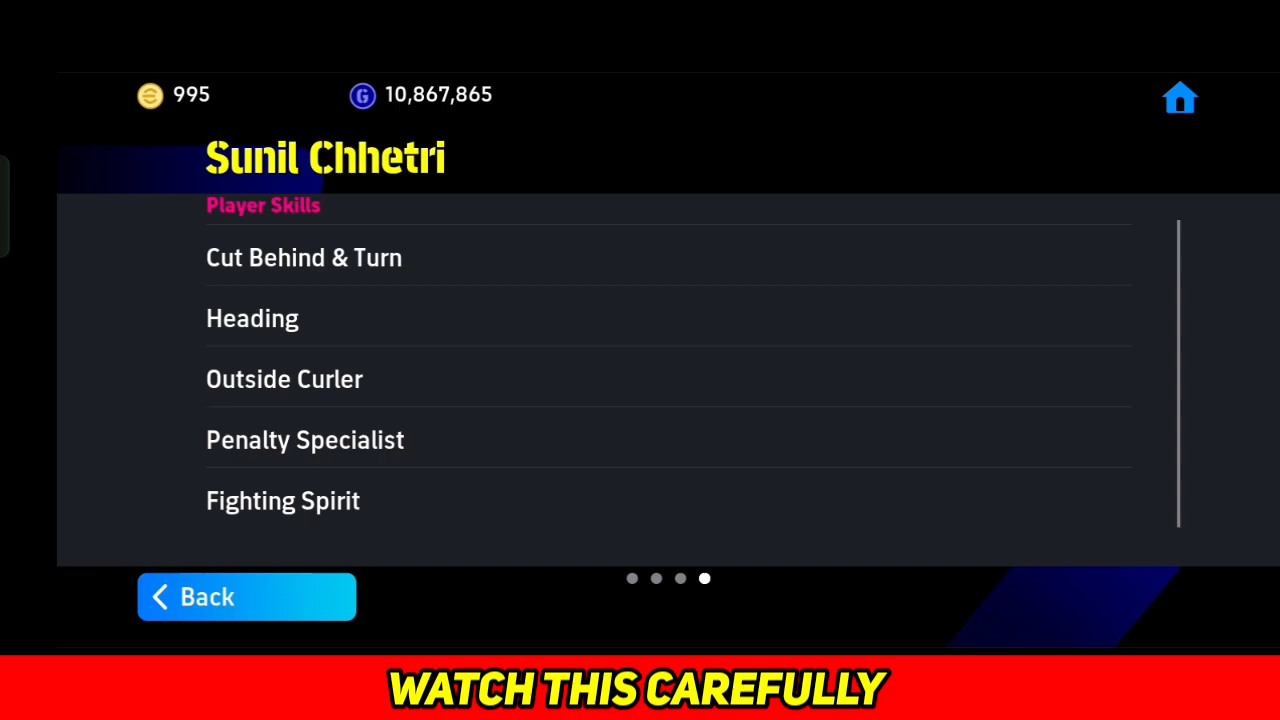 995
10,867,865
Sunil Chhetri
Player Skills
Cut Behind & Turn
Heading
Outside Curler
Penalty Specialist
Fighting Spirit
Back
WATCH THIS CAREFULLY